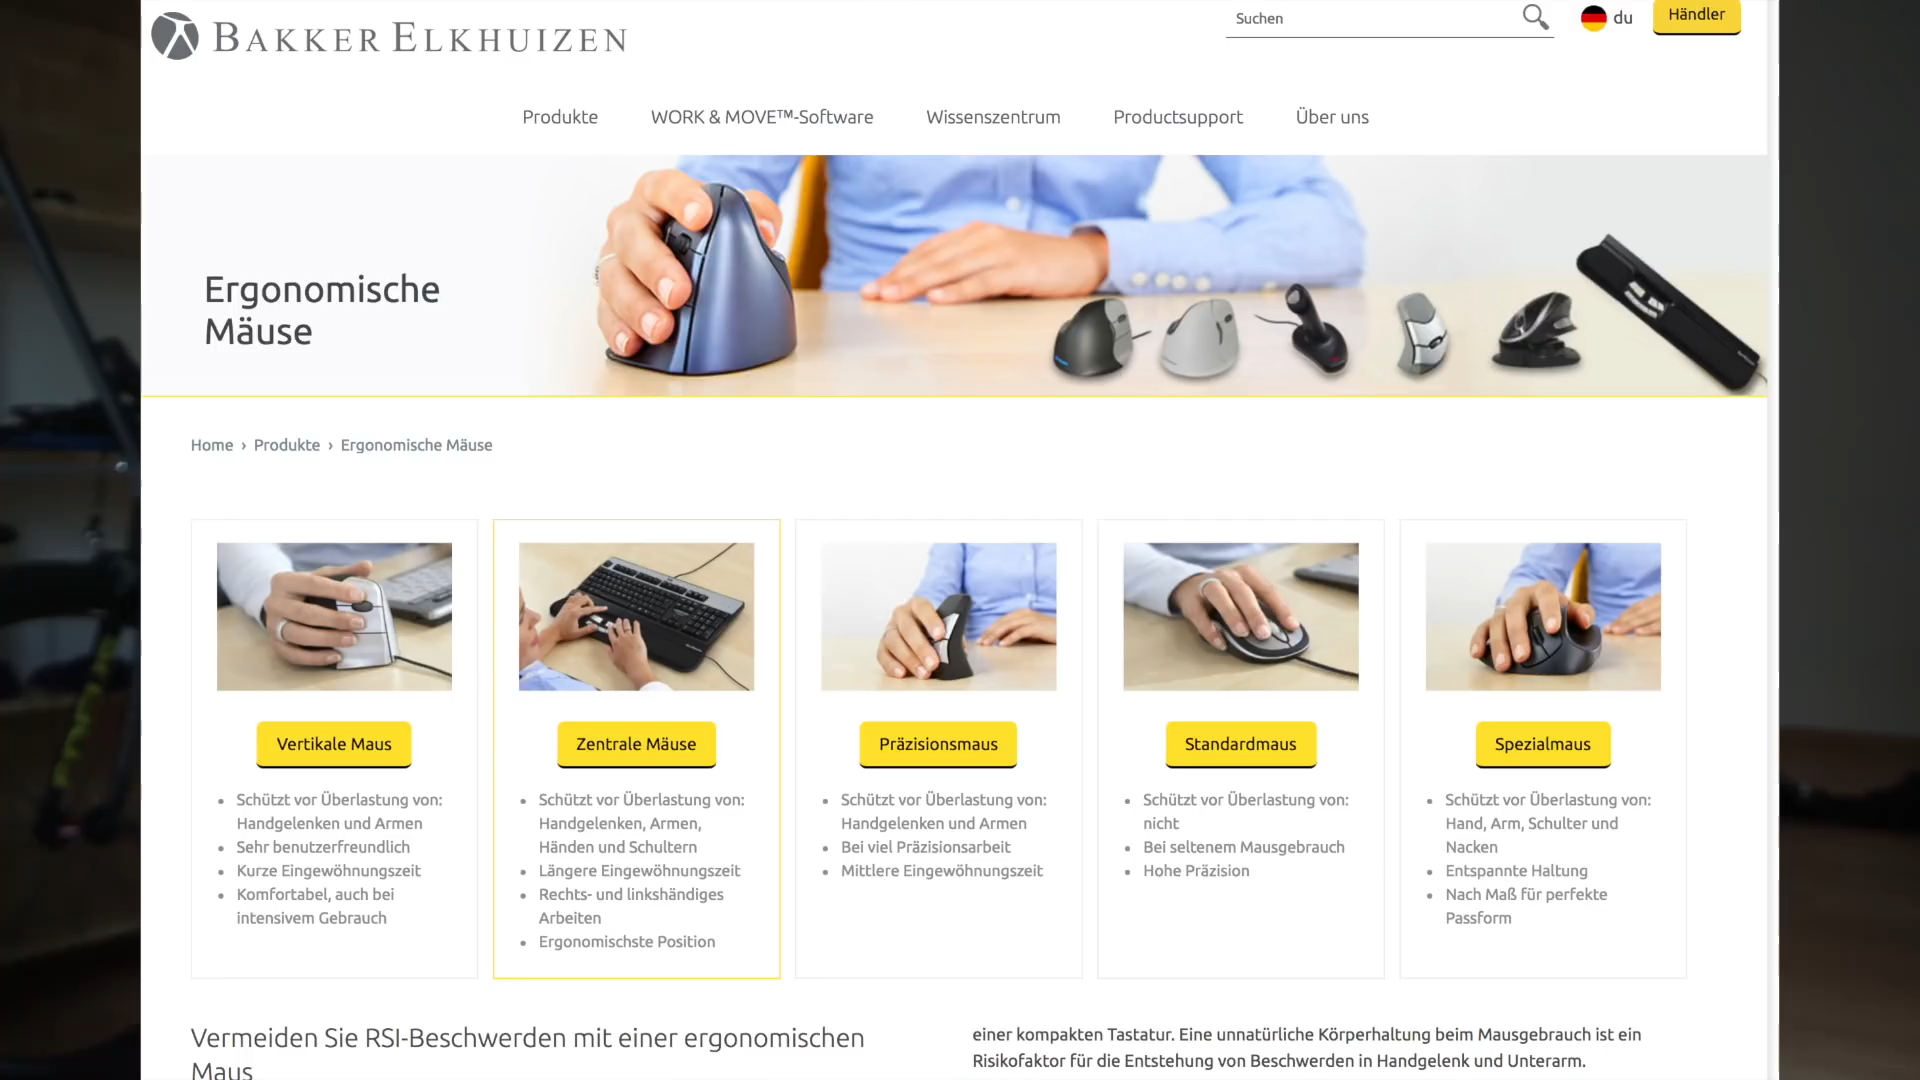 BAKKER ELKHUIZEN
Suchen
du
Händler
Produkte
WORK & MOVE™-Software
Wissenszentrum
Productsupport
Über uns
Ergonomische
Mäuse
Home › Produkte › Ergonomische Mäuse
Vertikale Maus
• Schützt vor Überlastung von:
Handgelenken und Armen
• Sehr benutzerfreundlich
• Kurze Eingewöhnungszeit
• Komfortabel, auch bei
intensivem Gebrauch
Zentrale Mäuse
• Schützt vor Überlastung von:
Handgelenken, Armen,
Händen und Schultern
• Längere Eingewöhnungszeit
• Rechts- und linkshändiges
Arbeiten
• Ergonomischste Position
Präzisionsmaus
• Schützt vor Überlastung von:
Handgelenken und Armen
• Bei viel Präzisionsarbeit
• Mittlere Eingewöhnungszeit
Standardmaus
• Schützt vor Überlastung von:
nicht
• Bei seltenem Mausgebrauch
• Hohe Präzision
Spezialmaus
• Schützt vor Überlastung von:
Hand, Arm, Schulter und
Nacken
• Entspannte Haltung
• Nach Maß für perfekte
Passform
Vermeiden Sie RSI-Beschwerden mit einer ergonomischen
Maus
einer kompakten Tastatur. Eine unnatürliche Körperhaltung beim Mausgebrauch ist ein
Risikofaktor für die Entstehung von Beschwerden in Handgelenk und Unterarm.